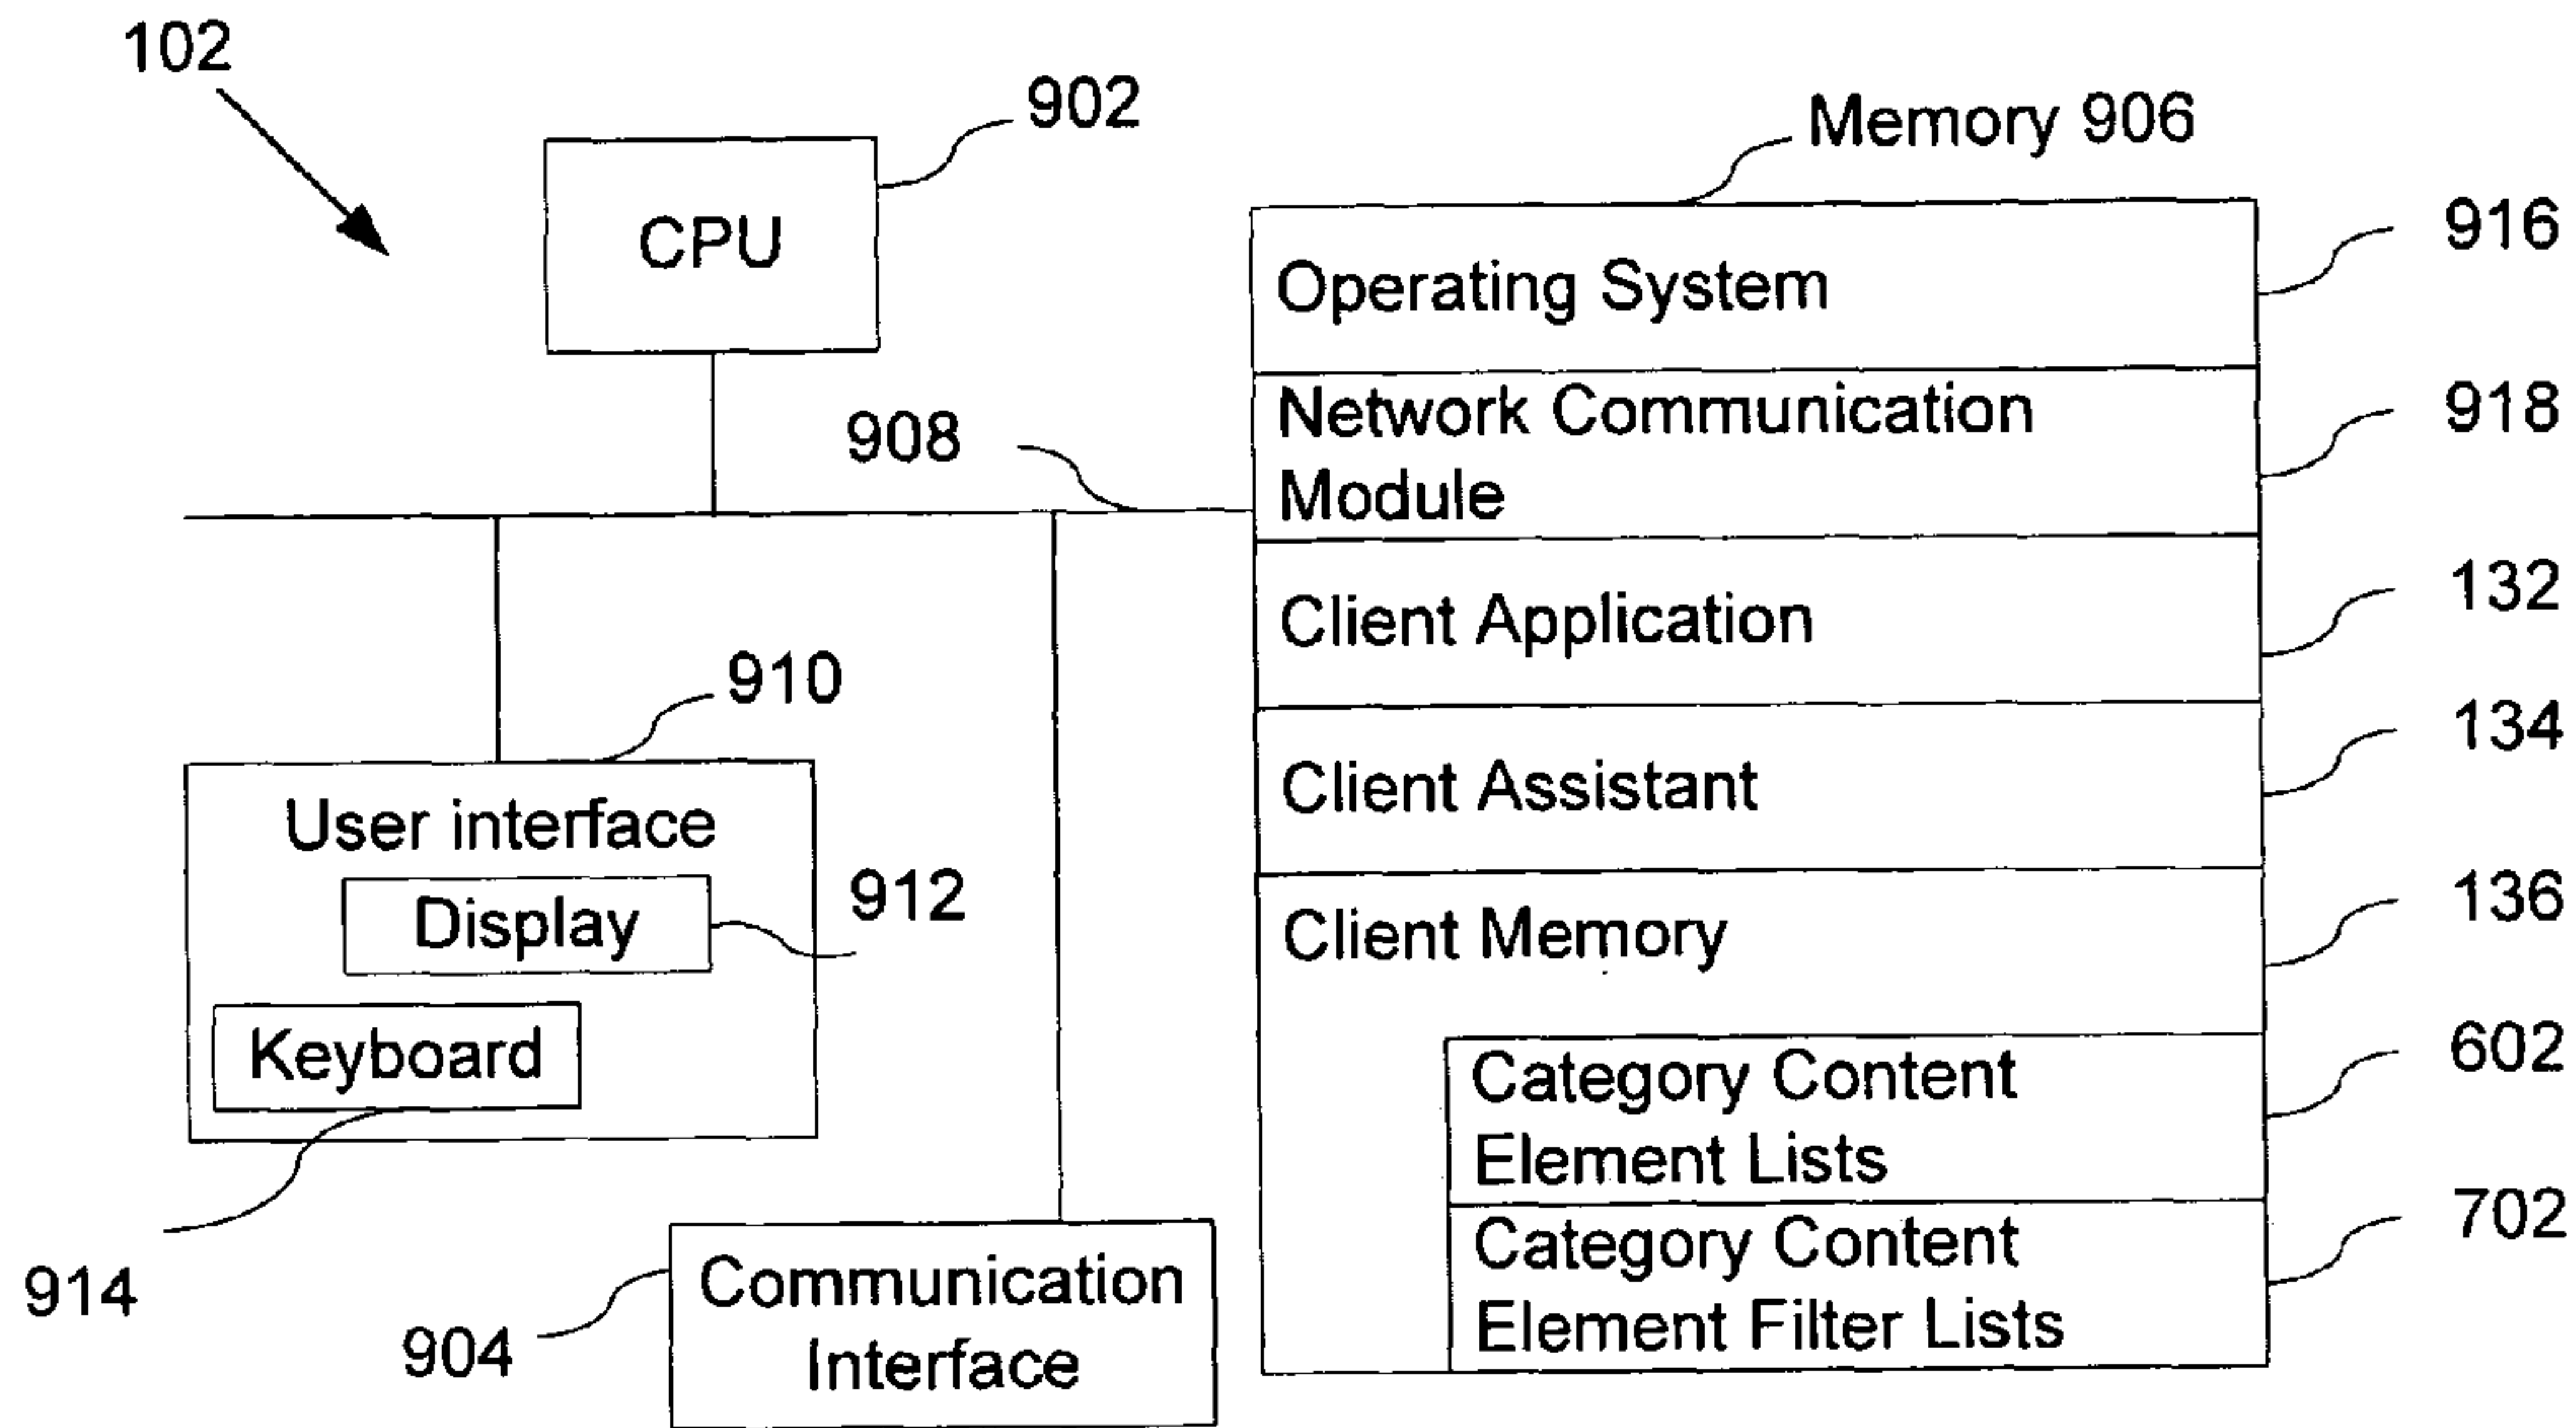 102
902
CPU
Memory 906
Operating System
916
Network Communication
Module
918
908
Client Application
132
910
User interface
Client Assistant
134
Display
912
Client Memory
136
Keyboard
914
Category Content
Element Lists
602
Communication
Interface
904
Category Content
Element Filter Lists
702